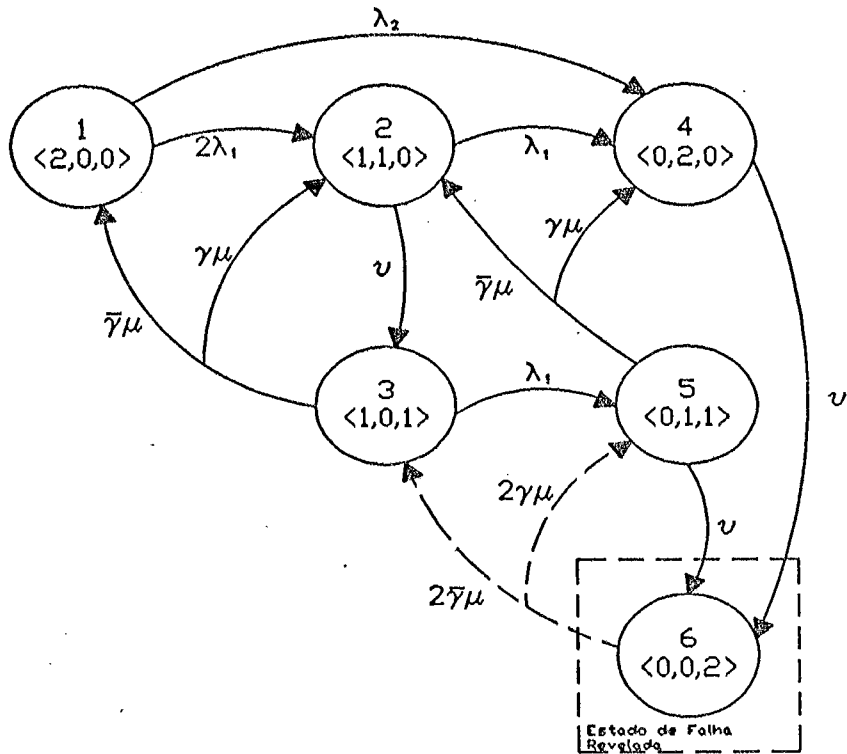 λ₂
1
<2,0,0>
2λ₁
2
<1,1,0>
λ₁
4
<0,2,0>
γμ
γμ
υ
γ̄μ
γ̄μ
3
<1,0,1>
λ₁
5
<0,1,1>
υ
2γμ
υ
2γ̄μ
6
<0,0,2>
Estado de Falha
Revelada